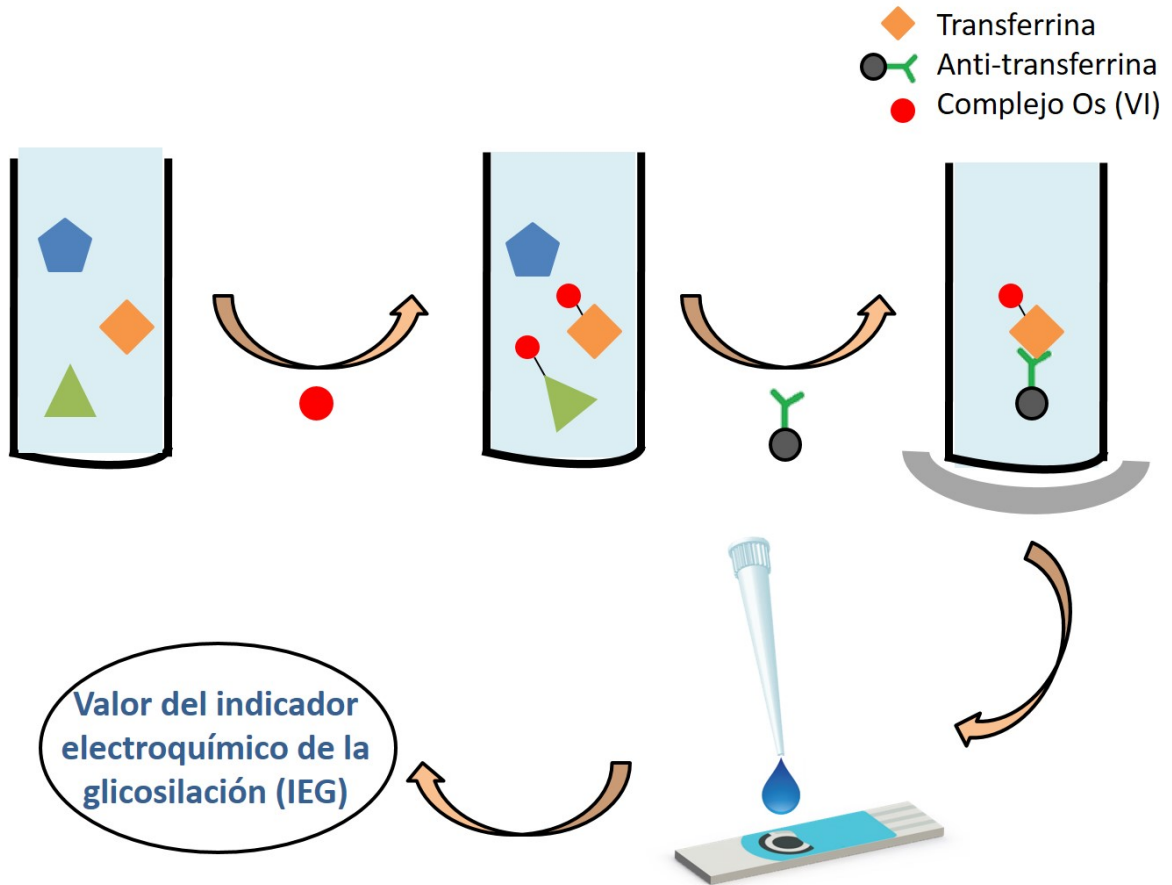 Transferrina
Anti-transferrina
Complejo Os (VI)
Valor del indicador
electroquímico de la
glicosilación (IEG)